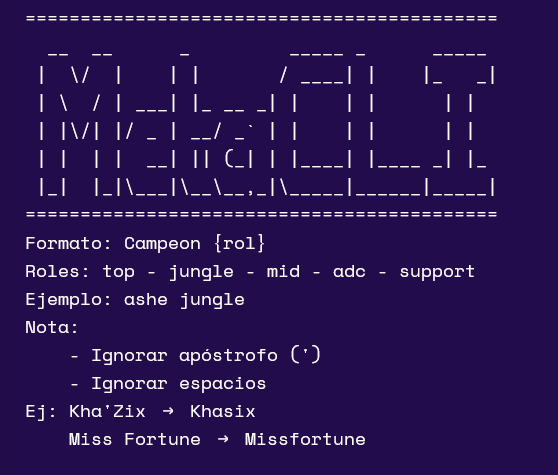 ===========================================
  __  __      _         _____ _      _____
 |  \/  |    | |       / ____| |    |_   _|
 | \  / | ___| |_ __ _| |    | |      | |
 | |\/| |/ _ | __/ _` | |    | |      | |
 | |  | |  __| || (_| | |____| |____ _| |_
 |_|  |_|\___|\__\__,_|\_____|______|_____|
===========================================
Formato: Campeon {rol}
Roles: top - jungle - mid - adc - support
Ejemplo: ashe jungle
Nota:
    - Ignorar apóstrofo (')
    - Ignorar espacios
Ej: Kha'Zix → Khasix
    Miss Fortune → Missfortune